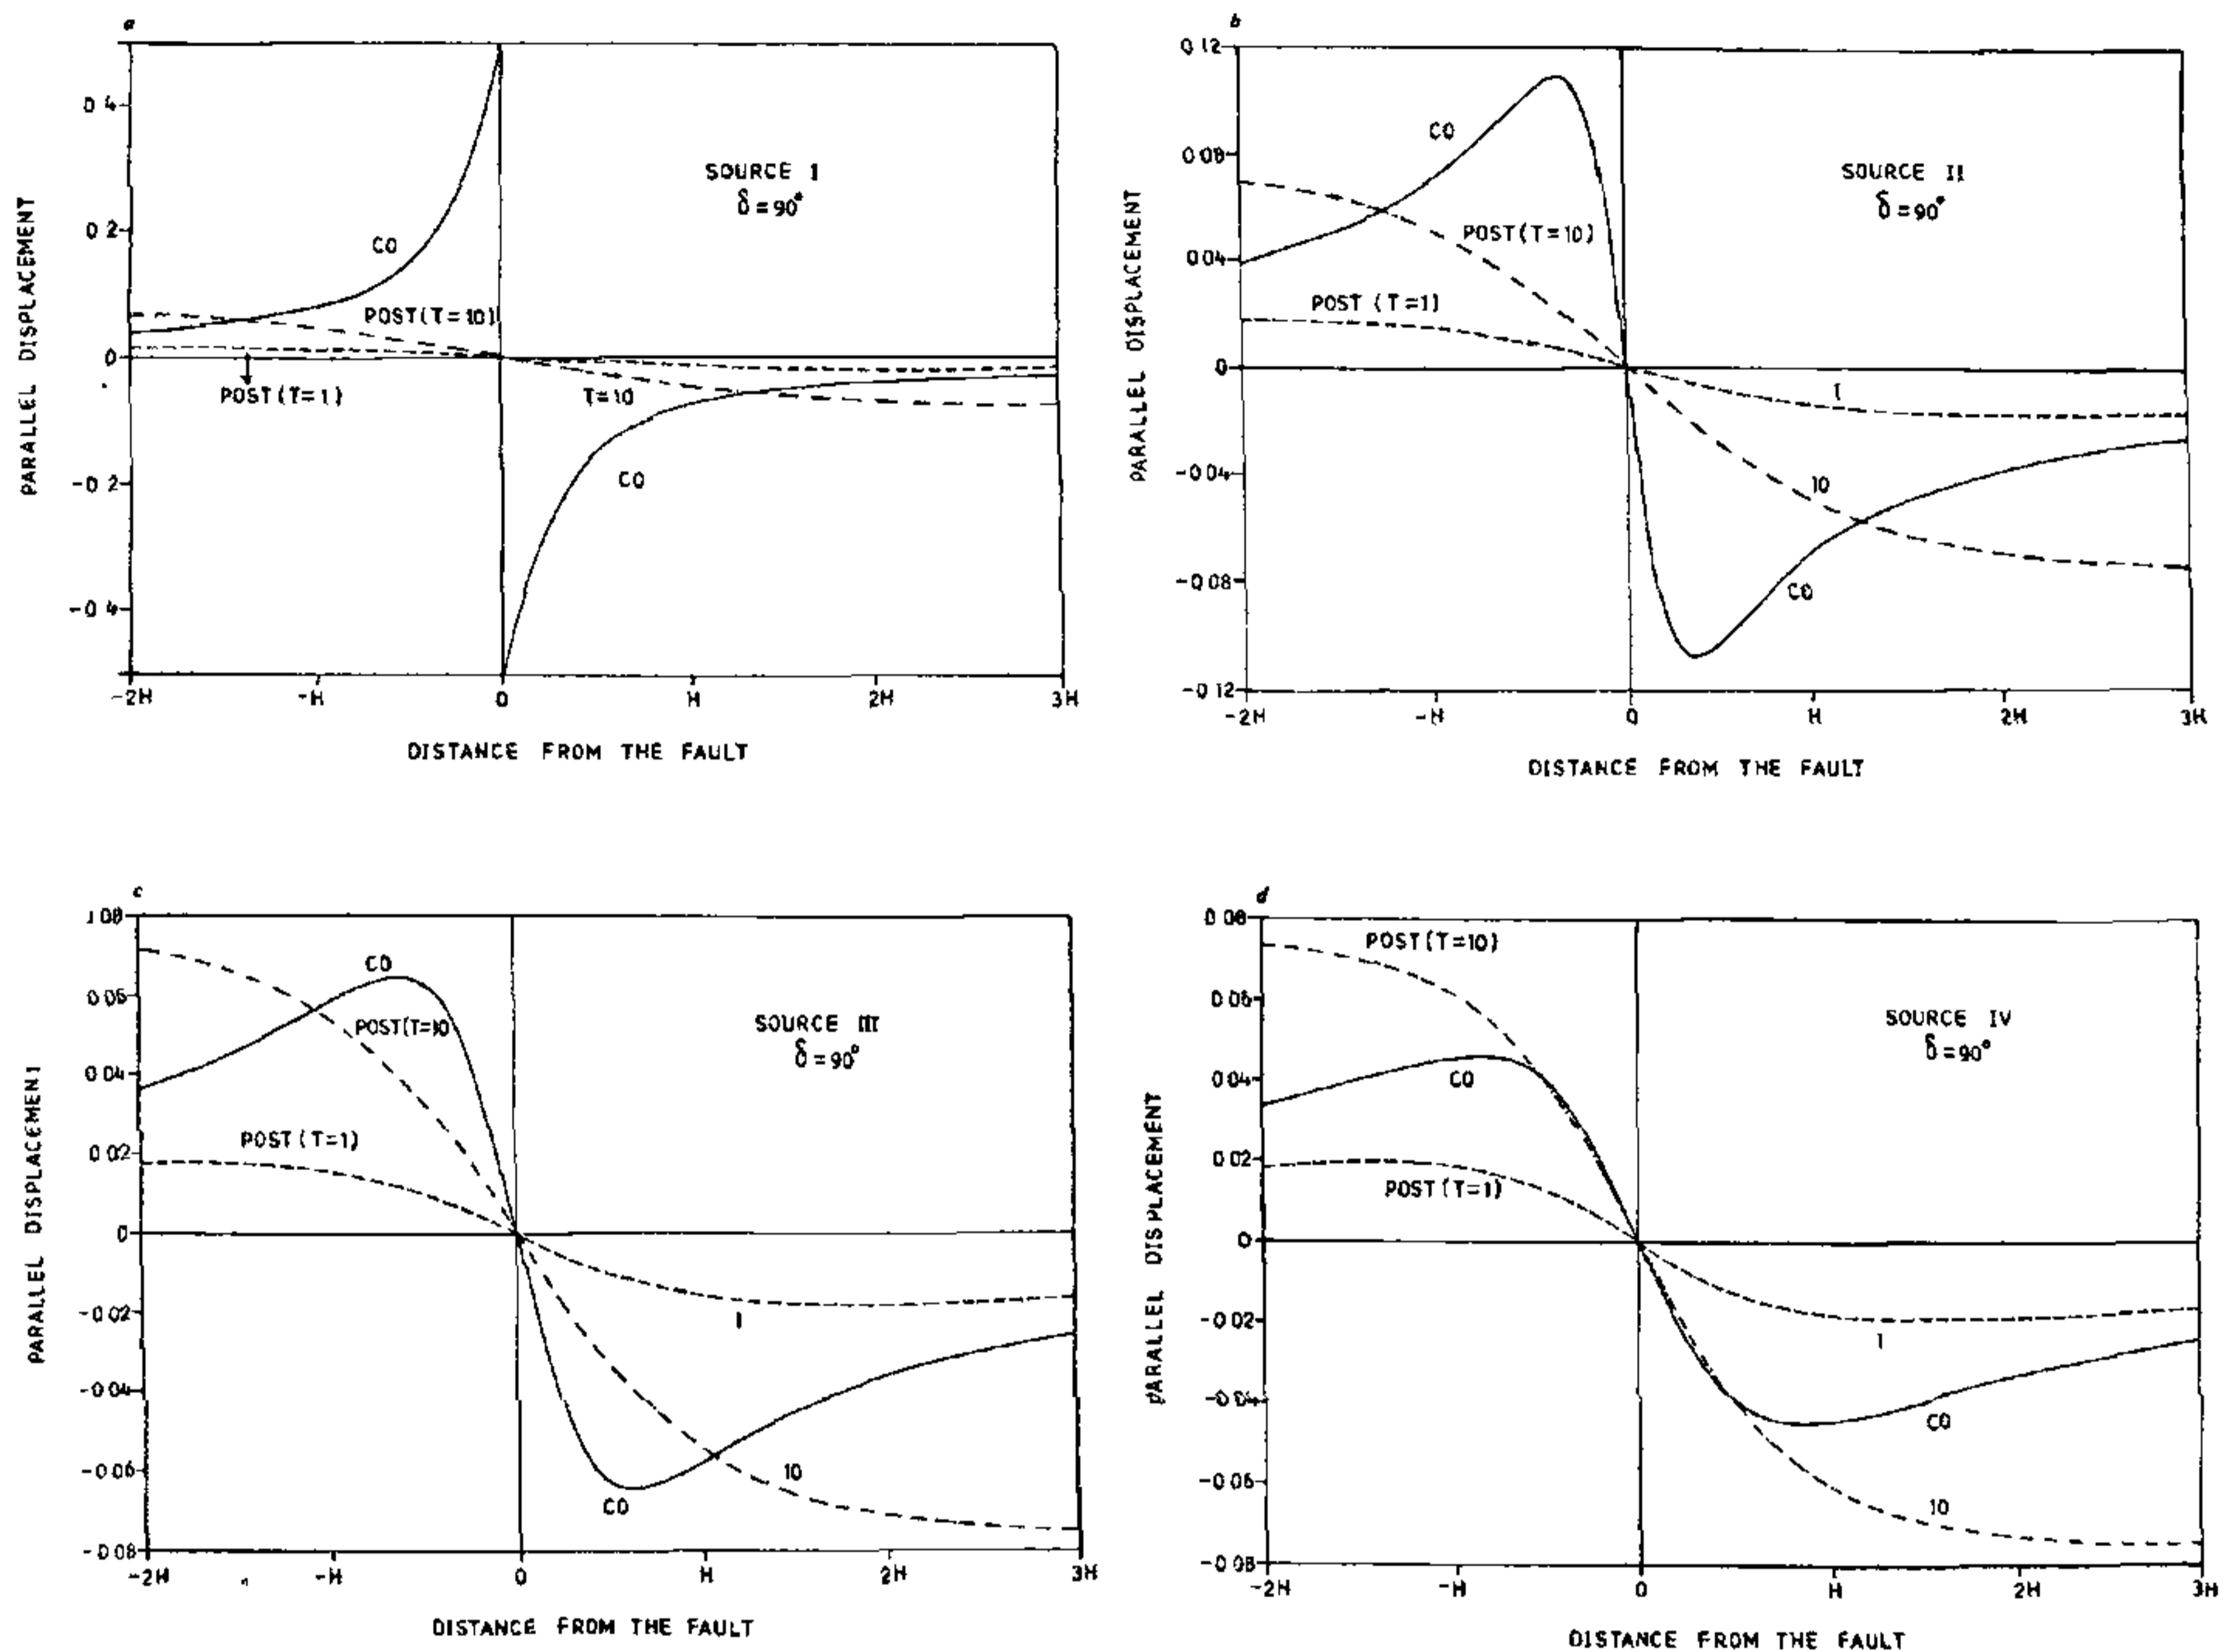 a
0 4
0 2
0
-0 2
-0 4
PARALLEL DISPLACEMENT
CO
SOURCE I
δ=90°
POST(T=10)
POST(T=1)
T=10
CO
-2H -H 0 H 2H 3H
DISTANCE FROM THE FAULT
b
0 12
0 08
0 04
0
-0 04
-0 08
-0 12
PARALLEL DISPLACEMENT
CO
SOURCE II
δ=90°
POST(T=10)
POST (T=1)
1
10
CO
-2H -H 0 H 2H 3H
DISTANCE FROM THE FAULT
c
0 06
0 04
0 02
0
-0 02
-0 04
-0 06
-0 08
PARALLEL DISPLACEMENT
CO
POST(T=10
SOURCE III
δ=90°
POST(T=1)
1
10
CO
-2H -H 0 H 2H 3H
DISTANCE FROM THE FAULT
d
0 08
0 06
0 04
0 02
0
-0 02
-0 04
-0 06
-0 08
PARALLEL DISPLACEMENT
POST(T=10)
SOURCE IV
δ=90°
CO
POST(T=1)
1
CO
10
-2H -H 0 H 2H 3H
DISTANCE FROM THE FAULT